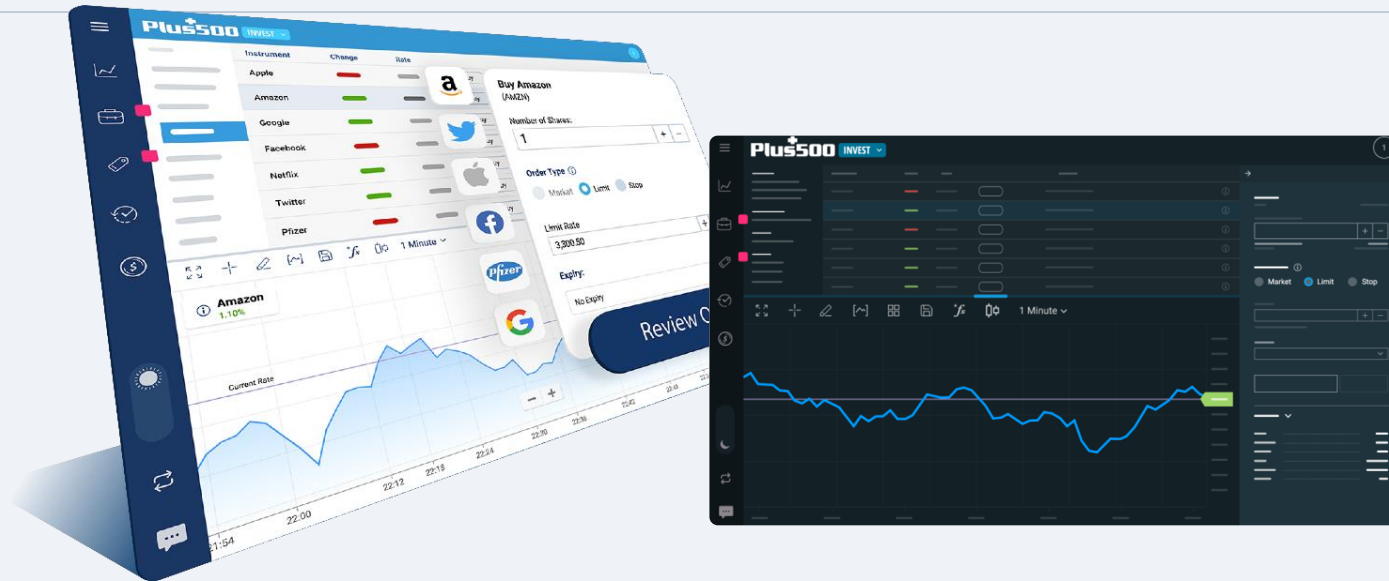 Plus500 INVEST
Instrument Change Rate
Apple
Amazon
Google
Facebook
Netflix
Twitter
Pfizer
1 Minute
Amazon
1.10%
Current Rate
21:54
22:00
22:12
22:18
22:24
22:30
22:36
a
Pfizer
G
Buy Amazon
(AMZN)
Number of Shares:
1
Order Type
Market Limit Stop
Limit Rate
3,300.50
Expiry:
No Expiry
Review O
Plus500 INVEST
1
Market Limit Stop
1 Minute